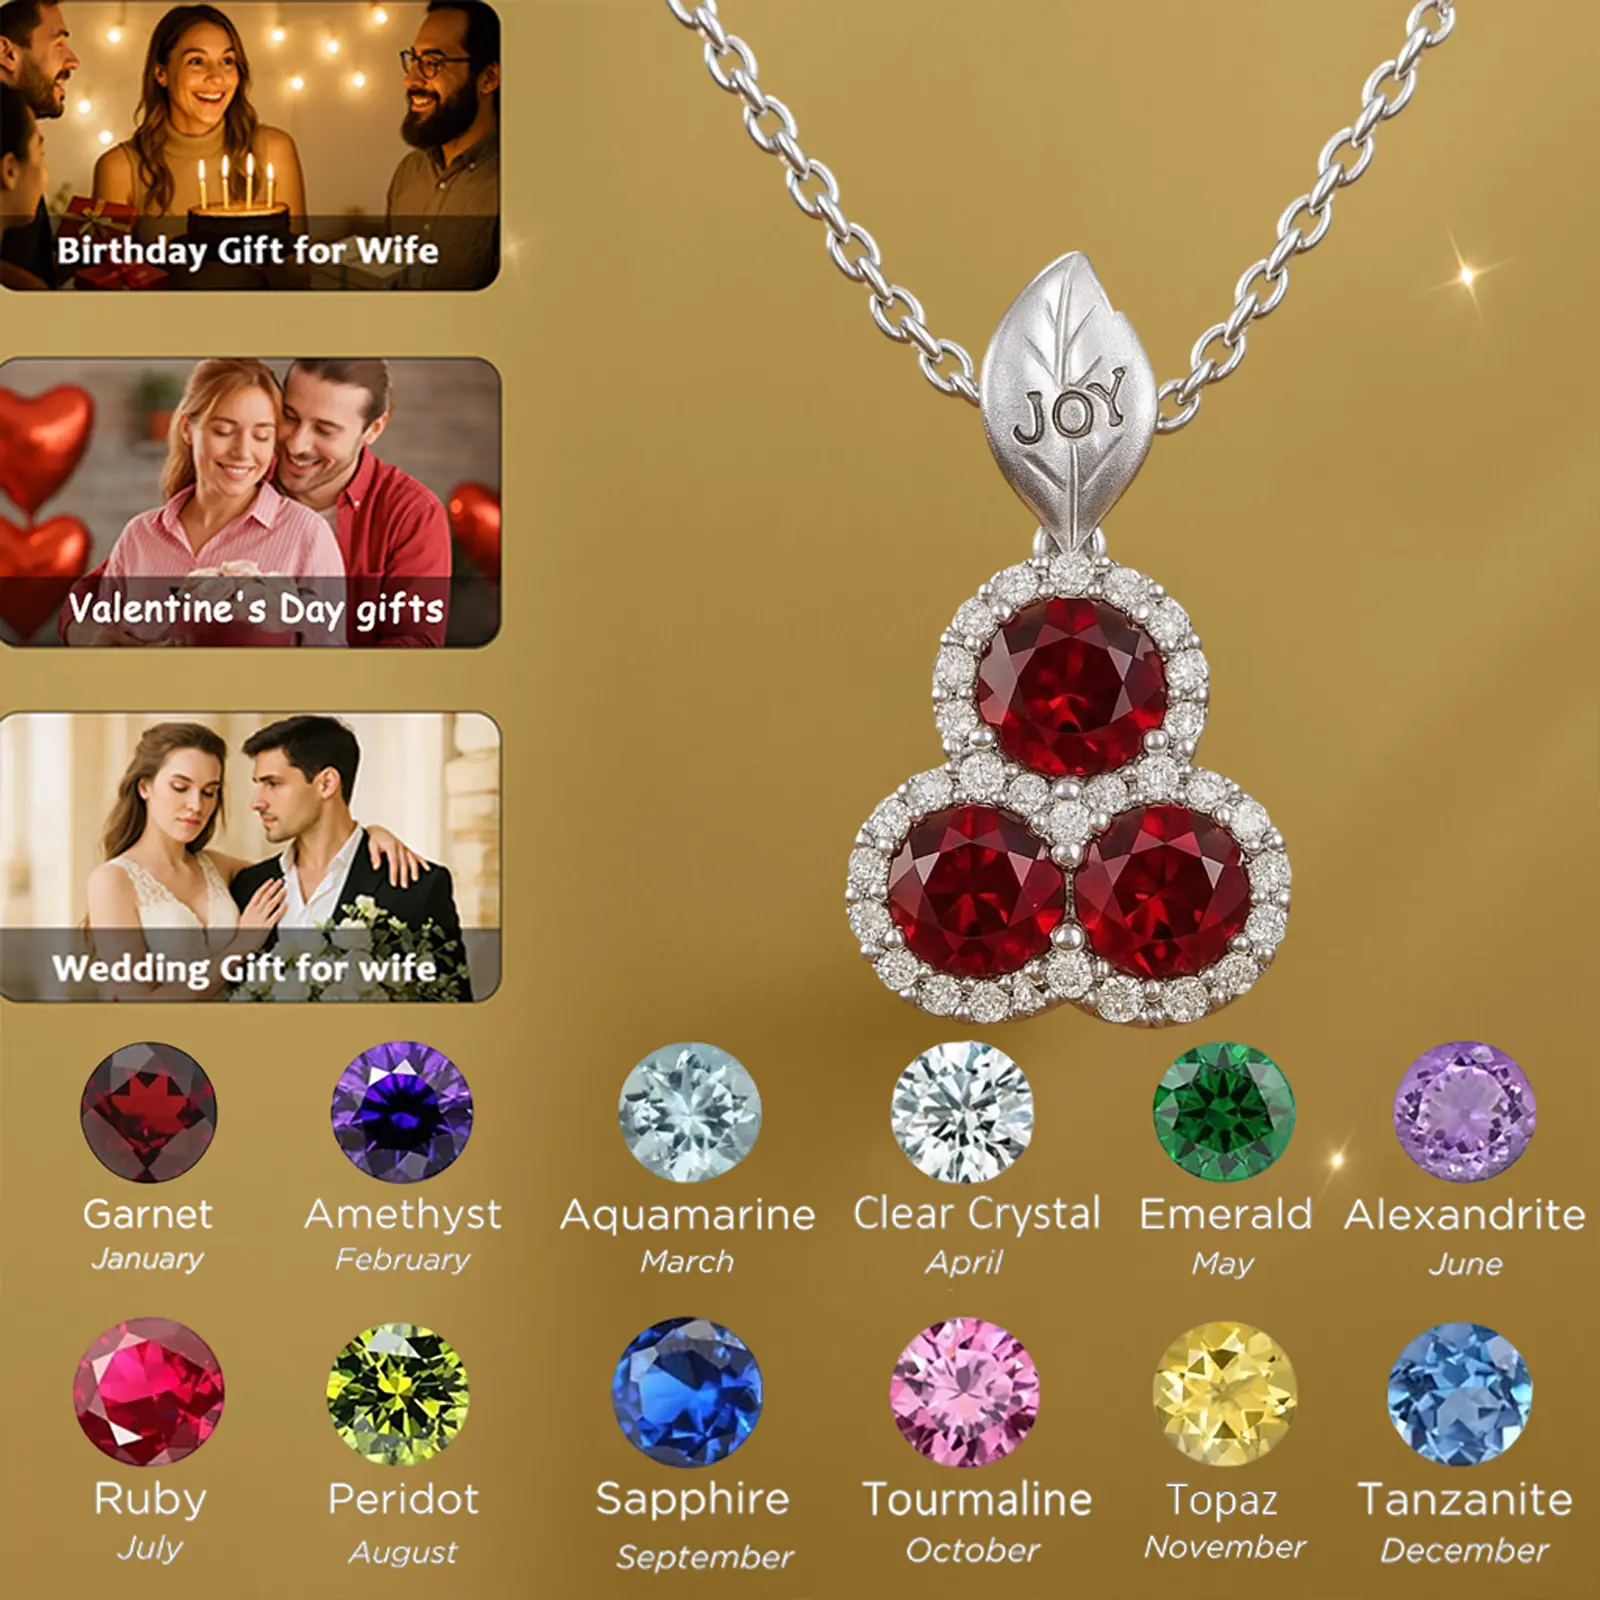 Birthday Gift for Wife
Valentine's Day gifts
Wedding Gift for wife
JOY
Garnet
January
Amethyst
February
Aquamarine
March
Clear Crystal
April
Emerald
May
Alexandrite
June
Ruby
July
Peridot
August
Sapphire
September
Tourmaline
October
Topaz
November
Tanzanite
December